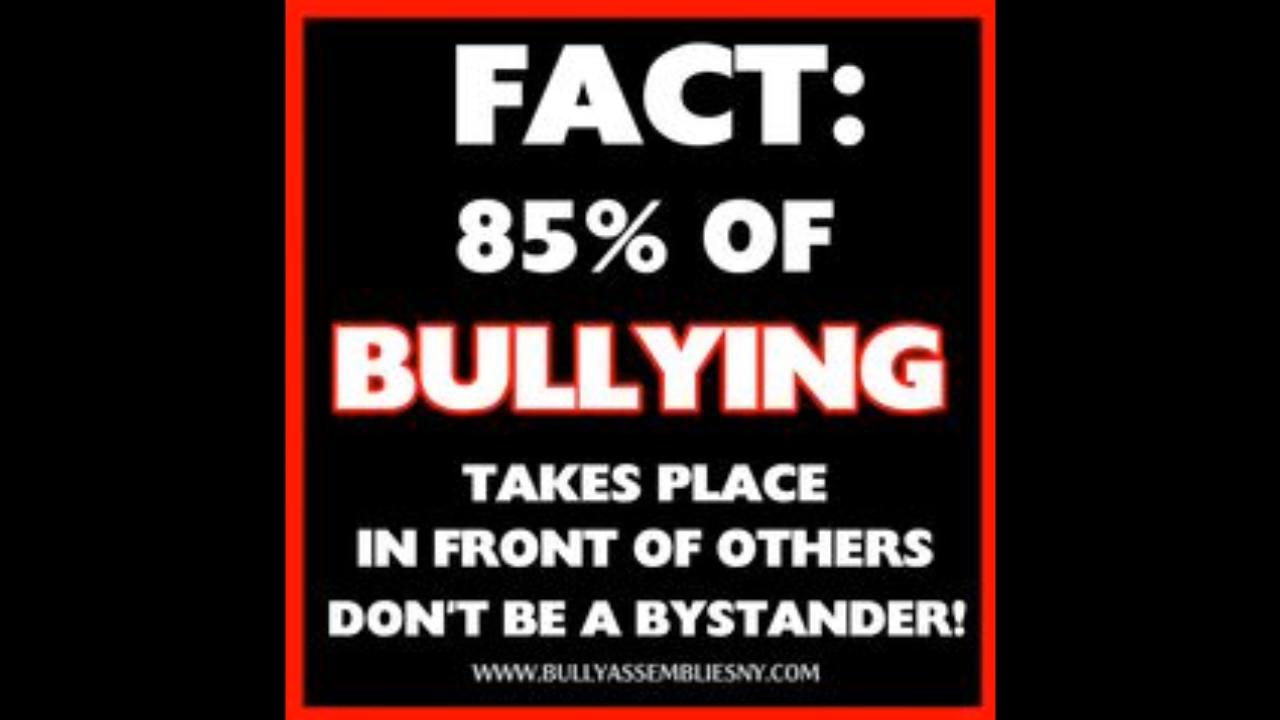 FACT:
85% OF
BULLYING
TAKES PLACE
IN FRONT OF OTHERS
DON'T BE A BYSTANDER!
WWW.BULLYASSEMBLIESNY.COM